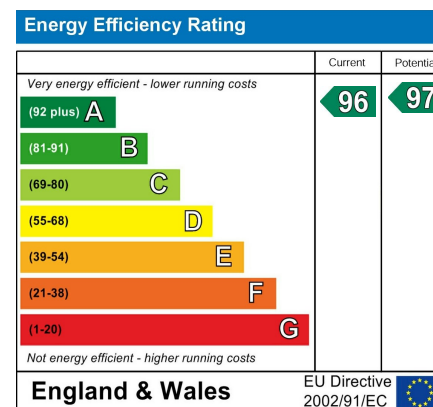 Energy Efficiency Rating
Current Potentia
Very energy efficient - lower running costs
(92 plus) A
96 97
(81-91) B
(69-80) C
(55-68) D
(39-54) E
(21-38) F
(1-20) G
Not energy efficient - higher running costs
England & Wales
EU Directive
2002/91/EC